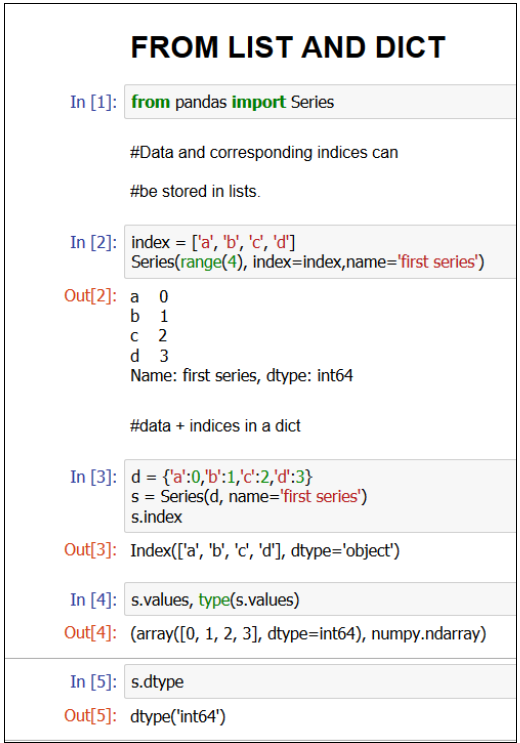 FROM LIST AND DICT
In [1]: from pandas import Series
#Data and corresponding indices can
#be stored in lists.
In [2]: index = ['a', 'b', 'c', 'd']
Series(range(4), index=index,name='first series')
Out[2]: a 0
b 1
c 2
d 3
Name: first series, dtype: int64
#data + indices in a dict
In [3]: d = {'a':0,'b':1,'c':2,'d':3}
s = Series(d, name='first series')
s.index
Out[3]: Index(['a', 'b', 'c', 'd'], dtype='object')
In [4]: s.values, type(s.values)
Out[4]: (array([0, 1, 2, 3], dtype=int64), numpy.ndarray)
In [5]: s.dtype
Out[5]: dtype('int64')